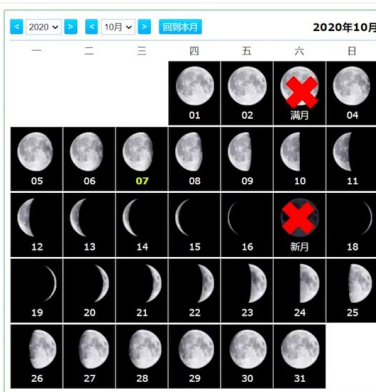 < 2020 > < 10月 > 回到本月 2020年10月
一 二 三 四 五 六 日
01 02 满月 04
05 06 07 08 09 10 11
12 13 14 15 16 新月 18
19 20 21 22 23 24 25
26 27 28 29 30 31